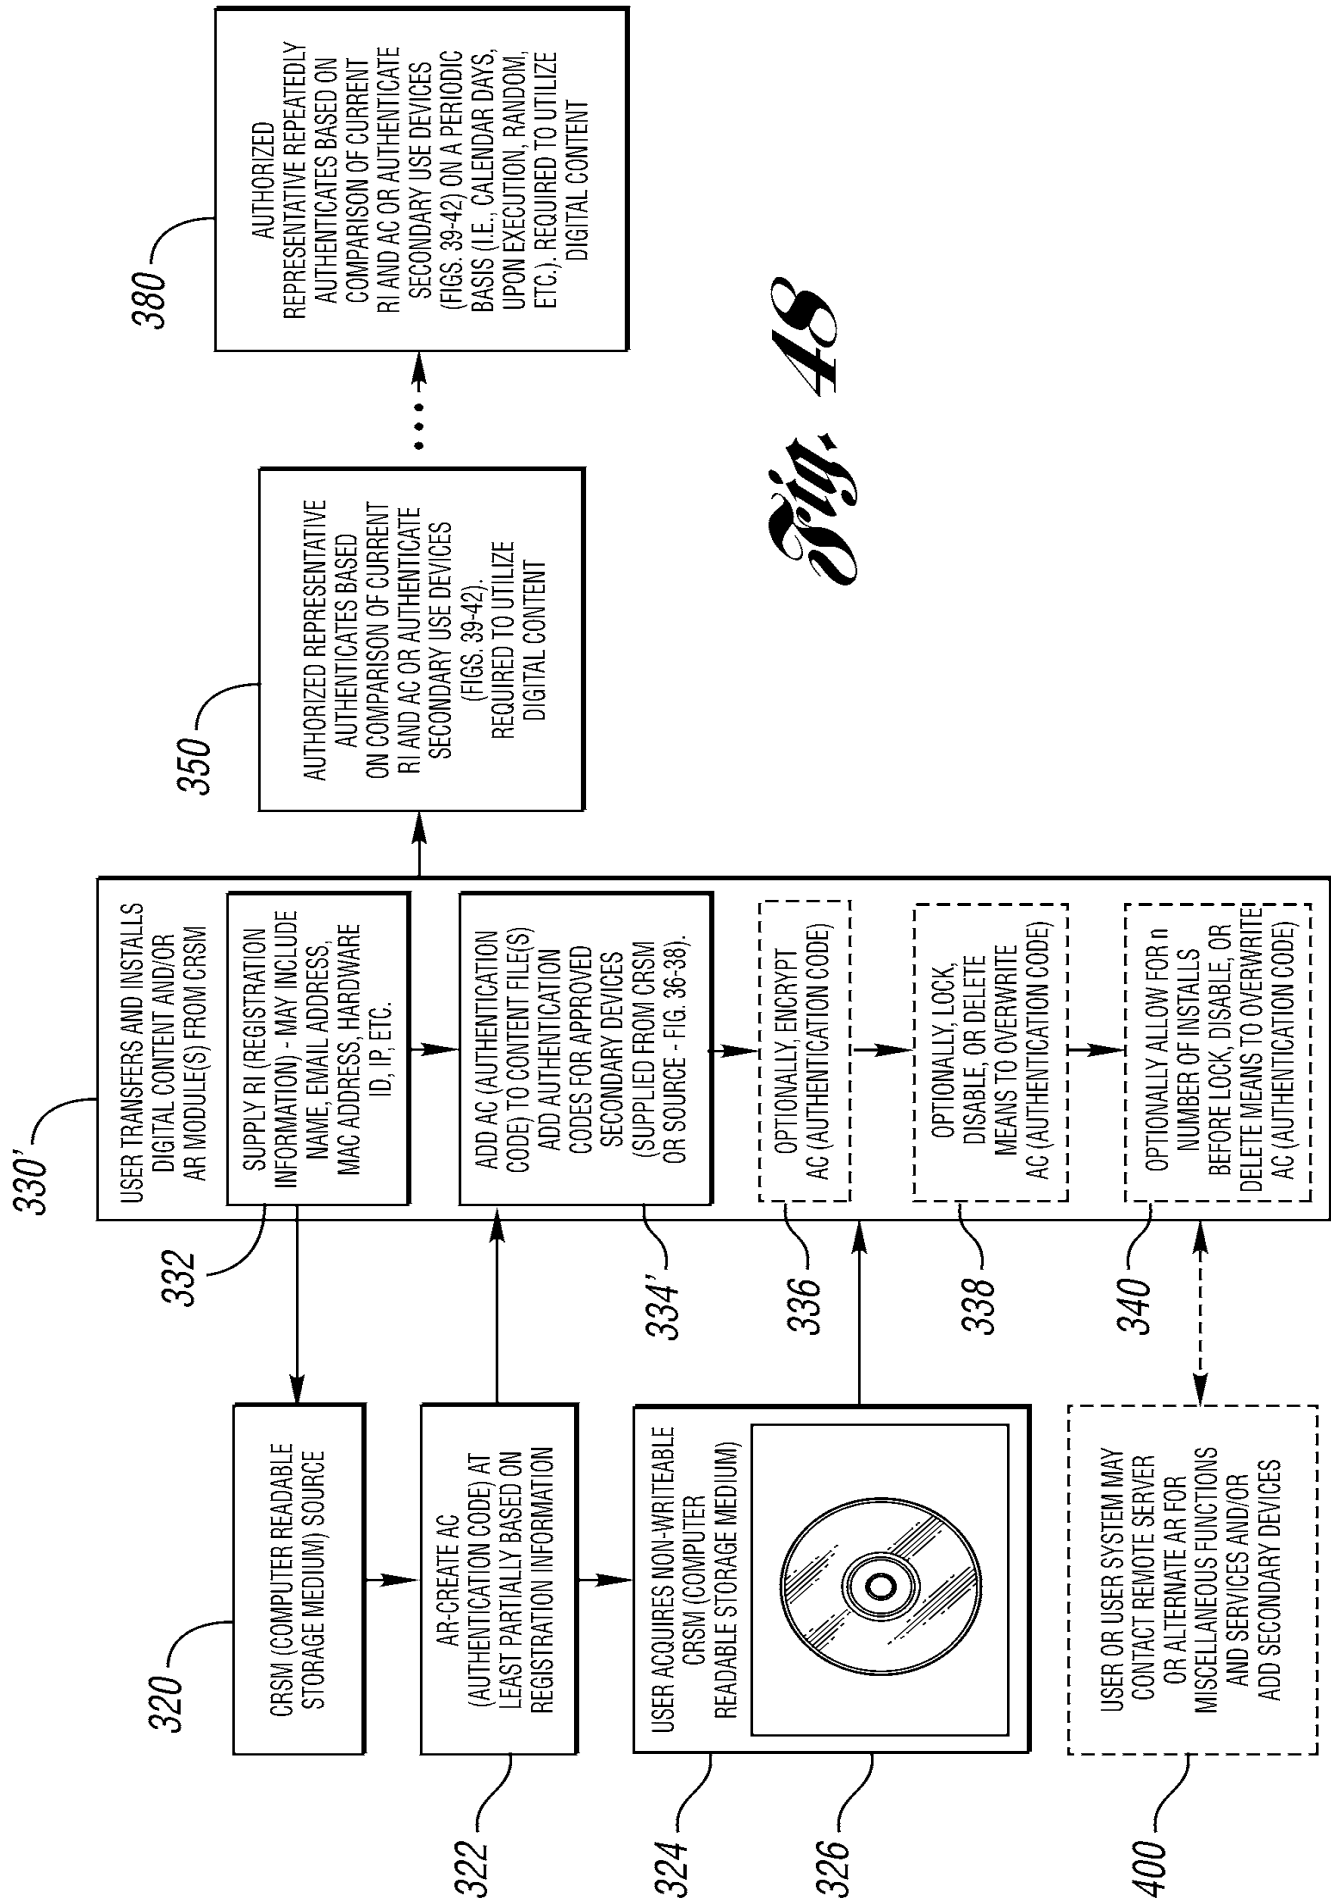 320
CRSM (COMPUTER READABLE
STORAGE MEDIUM) SOURCE
322
AR-CREATE AC
(AUTHENTICATION CODE) AT
LEAST PARTIALLY BASED ON
REGISTRATION INFORMATION
324
USER ACQUIRES NON-WRITEABLE
CRSM (COMPUTER
READABLE STORAGE MEDIUM)
326
400
USER OR USER SYSTEM MAY
CONTACT REMOTE SERVER
OR ALTERNATE AR FOR
MISCELLANEOUS FUNCTIONS
AND SERVICES AND/OR
ADD SECONDARY DEVICES
330'
USER TRANSFERS AND INSTALLS
DIGITAL CONTENT AND/OR
AR MODULE(S) FROM CRSM
332
SUPPLY RI (REGISTRATION
INFORMATION) - MAY INCLUDE
NAME, EMAIL ADDRESS,
MAC ADDRESS, HARDWARE
ID, IP, ETC.
334'
ADD AC (AUTHENTICATION
CODE) TO CONTENT FILE(S)
ADD AUTHENTICATION
CODES FOR APPROVED
SECONDARY DEVICES
(SUPPLIED FROM CRSM
OR SOURCE - FIG. 36-38).
336
OPTIONALLY, ENCRYPT
AC (AUTHENTICATION CODE)
338
OPTIONALLY, LOCK,
DISABLE, OR DELETE
MEANS TO OVERWRITE
AC (AUTHENTICATION CODE)
340
OPTIONALLY ALLOW FOR n
NUMBER OF INSTALLS
BEFORE LOCK, DISABLE, OR
DELETE MEANS TO OVERWRITE
AC (AUTHENTICATION CODE)
350
AUTHORIZED REPRESENTATIVE
AUTHENTICATES BASED
ON COMPARISON OF CURRENT
RI AND AC OR AUTHENTICATE
SECONDARY USE DEVICES
(FIGS. 39-42).
REQUIRED TO UTILIZE
DIGITAL CONTENT
380
AUTHORIZED
REPRESENTATIVE REPEATEDLY
AUTHENTICATES BASED ON
COMPARISON OF CURRENT
RI AND AC OR AUTHENTICATE
SECONDARY USE DEVICES
(FIGS. 39-42) ON A PERIODIC
BASIS (I.E., CALENDAR DAYS,
UPON EXECUTION, RANDOM,
ETC.). REQUIRED TO UTILIZE
DIGITAL CONTENT
Fig. 48